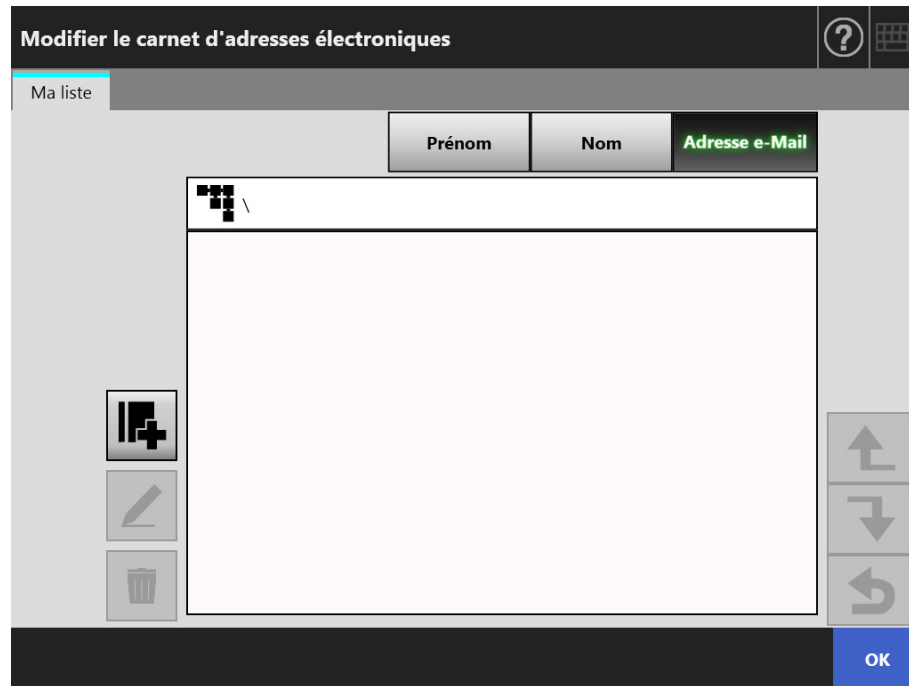 Modifier le carnet d'adresses électroniques
?
Ma liste
Prénom Nom Adresse e-Mail
\
OK